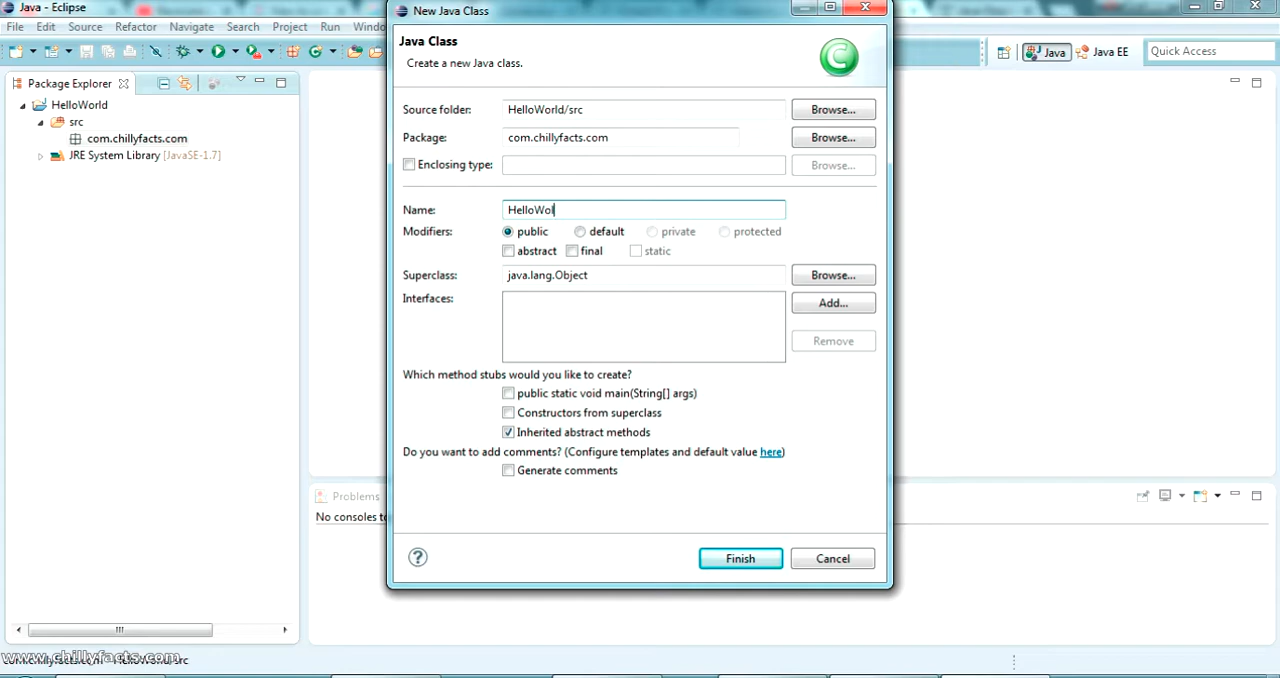 Java - Eclipse
New Java Class
File Edit Source Refactor Navigate Search Project Run Windo
Java Class
Create a new Java class.
Java Java EE Quick Access
Package Explorer
HelloWorld
src
com.chillyfacts.com
JRE System Library [JavaSE-1.7]
Source folder: HelloWorld/src Browse...
Package: com.chillyfacts.com Browse...
Enclosing type: Browse...
Name: HelloWol
Modifiers: public default private protected
abstract final static
Superclass: java.lang.Object Browse...
Interfaces: Add...
Remove
Which method stubs would you like to create?
public static void main(String[] args)
Constructors from superclass
Inherited abstract methods
Do you want to add comments? (Configure templates and default value here)
Generate comments
Problems
No consoles to
? Finish Cancel
www.chillyfacts.com